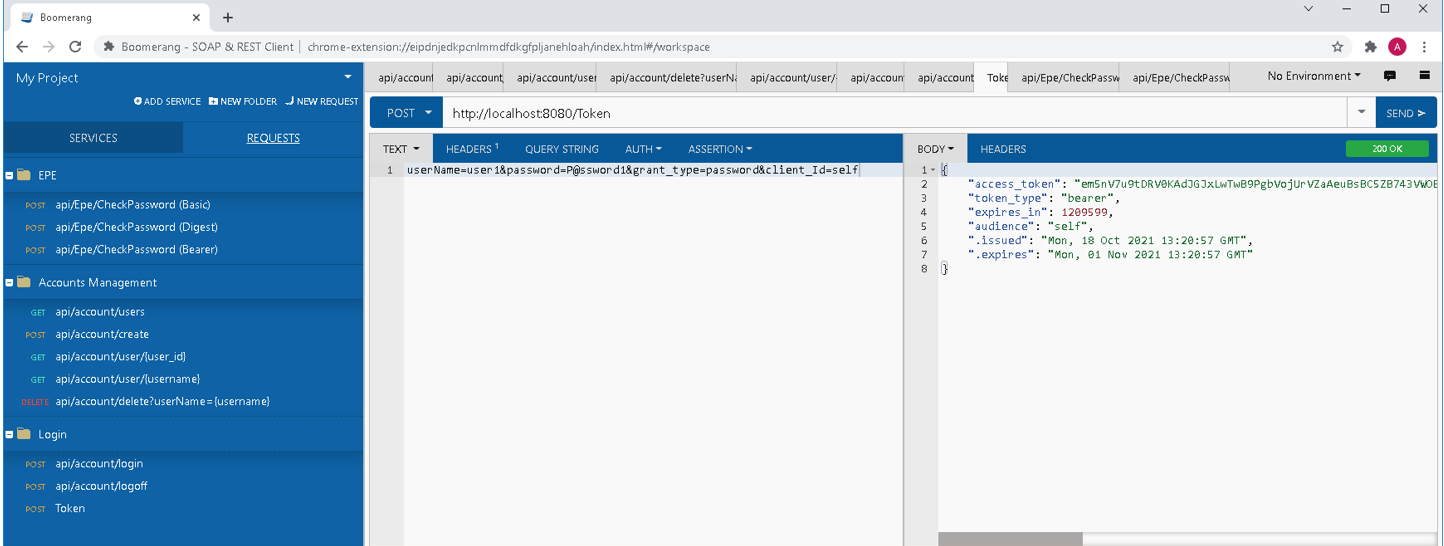 Boomerang
Boomerang - SOAP & REST Client | chrome-extension://eipdnjedkpcnlmmdfdkgfpljanehloah/index.html#/workspace
A
My Project
ADD SERVICE NEW FOLDER NEW REQUEST
SERVICES REQUESTS
EPE
POST api/Epe/CheckPassword (Basic)
POST api/Epe/CheckPassword (Digest)
POST api/Epe/CheckPassword (Bearer)
Accounts Management
GET api/account/users
POST api/account/create
GET api/account/user/{user_id}
GET api/account/user/{username}
DELETE api/account/delete?userName={username}
Login
POST api/account/login
POST api/account/logoff
POST Token
api/account api/account api/account/user api/account/delete?userNa api/account/user/ api/accoun api/account Toke api/Epe/CheckPassw api/Epe/CheckPassw No Environment
POST http://localhost:8080/Token SEND
TEXT HEADERS 1 QUERY STRING AUTH ASSERTION
1 userName=user1&password=P@ssword1&grant_type=password&client_Id=self
BODY HEADERS 200 OK
1 {
2 "access_token": "em5nV7u9tDRV0KAdJGJxLwTwB9PgbVojUrVZaAeuBsBC5ZB743VWOE
3 "token_type": "bearer",
4 "expires_in": 1209599,
5 "audience": "self",
6 ".issued": "Mon, 18 Oct 2021 13:20:57 GMT",
7 ".expires": "Mon, 01 Nov 2021 13:20:57 GMT"
8 }